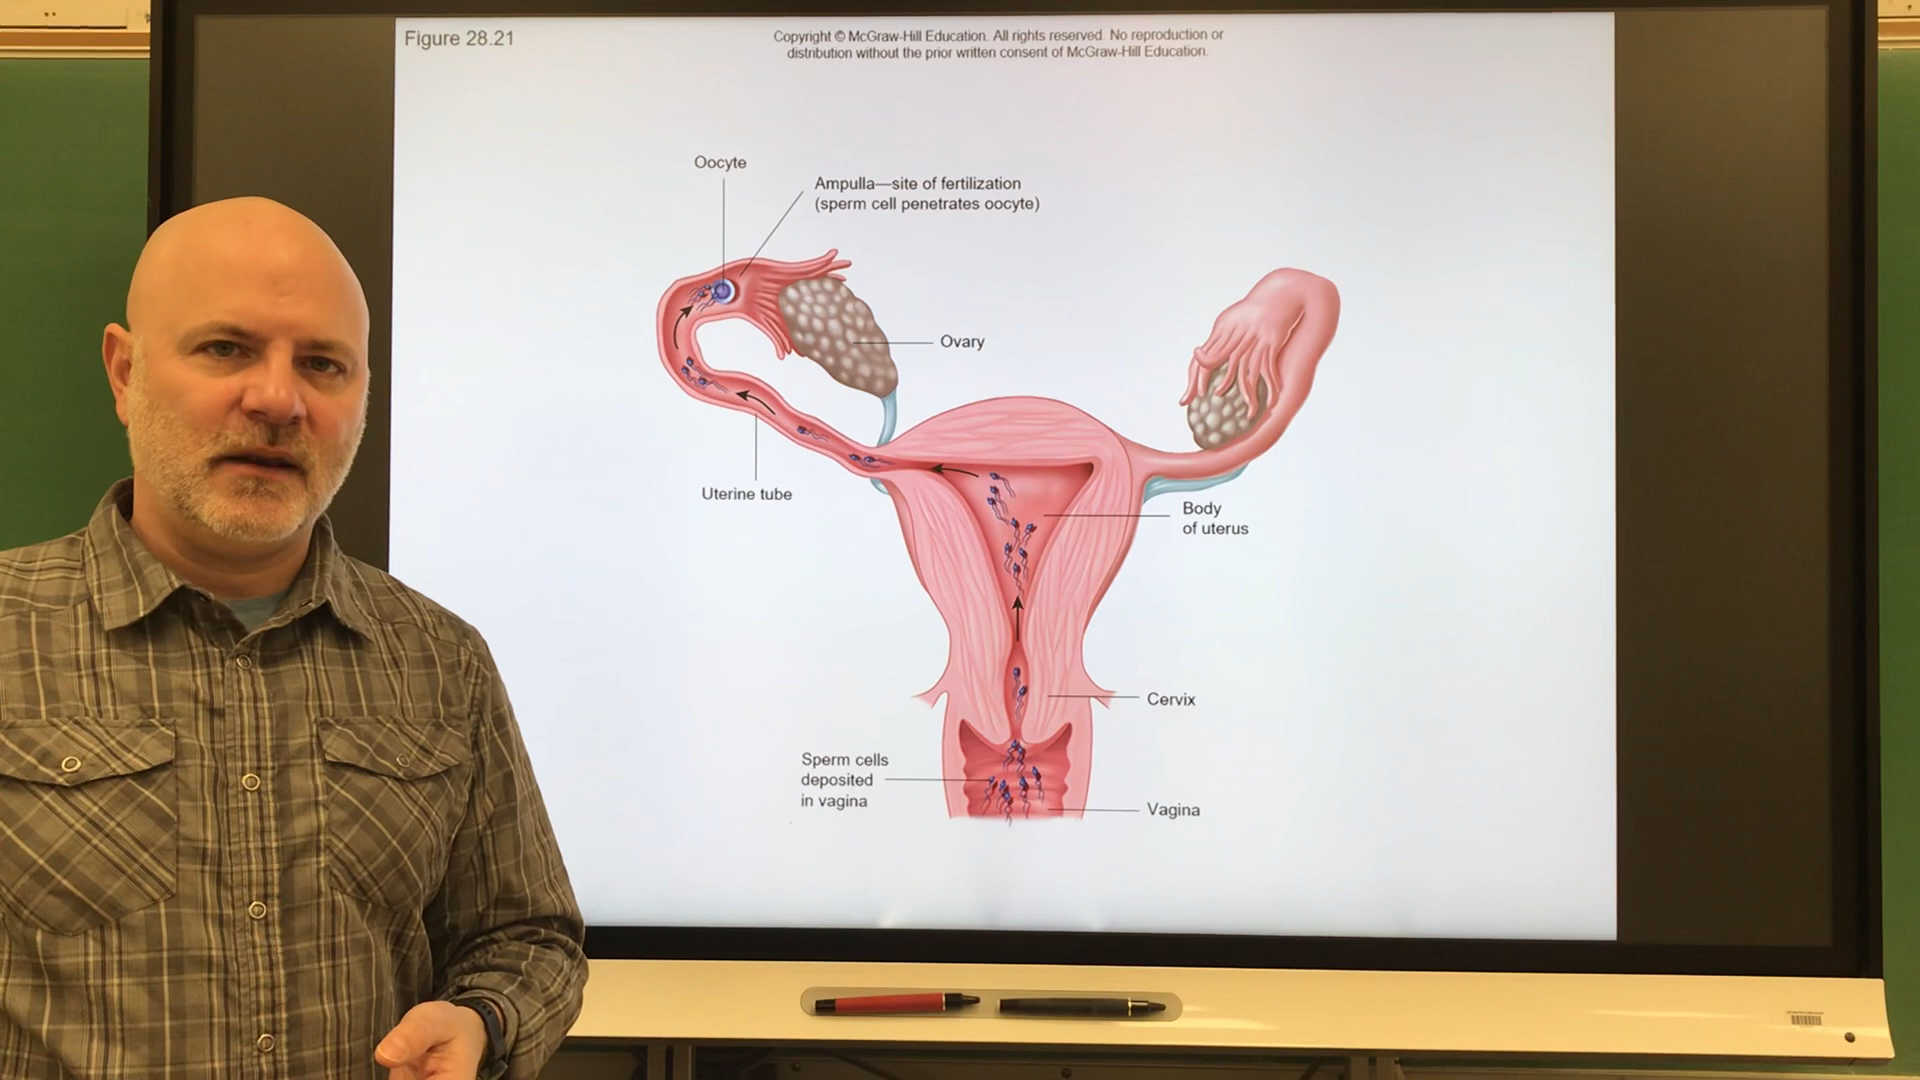 Figure 28.21
Copyright © McGraw-Hill Education. All rights reserved. No reproduction or
distribution without the prior written consent of McGraw-Hill Education.
Oocyte
Ampulla—site of fertilization
(sperm cell penetrates oocyte)
Ovary
Uterine tube
Body
of uterus
Cervix
Sperm cells
deposited
in vagina
Vagina